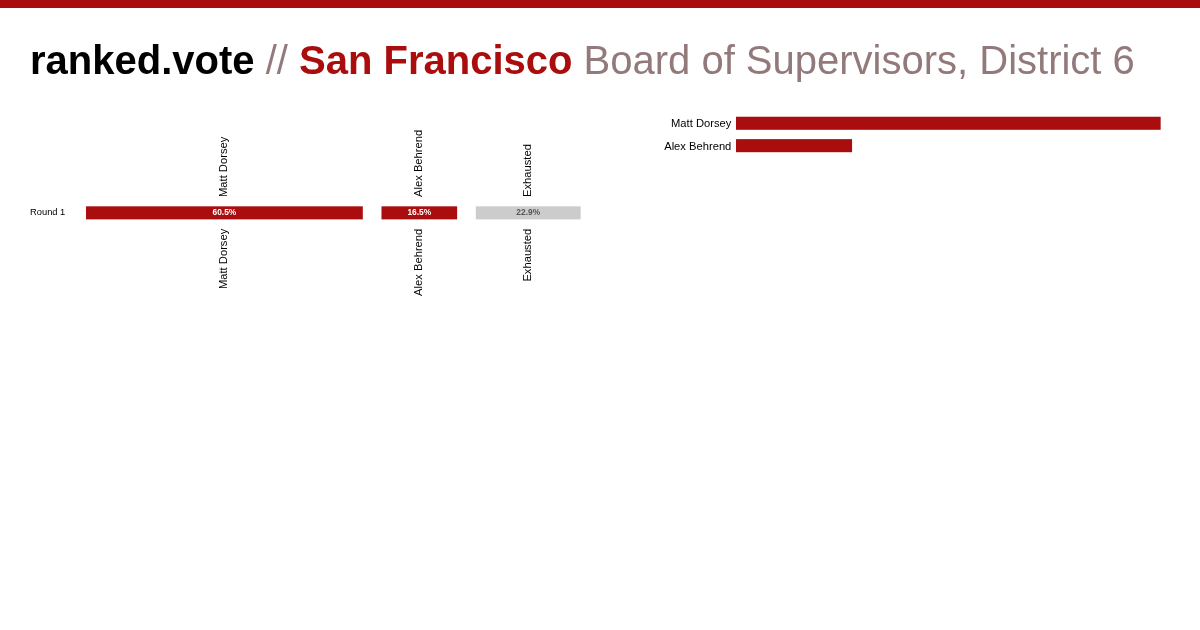 ranked.vote // San Francisco Board of Supervisors, District 6
Matt Dorsey
Alex Behrend
Exhausted
Round 1
60.5%
16.5%
22.9%
Matt Dorsey
Alex Behrend
Exhausted
Matt Dorsey
Alex Behrend